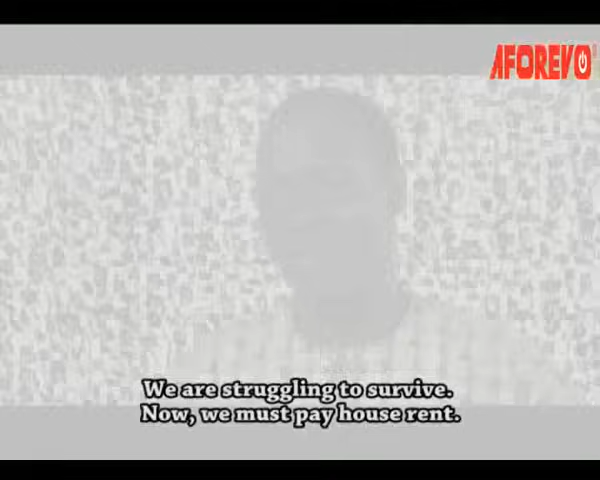 AFOREVO
We are struggling to survive.
Now, we must pay house rent.